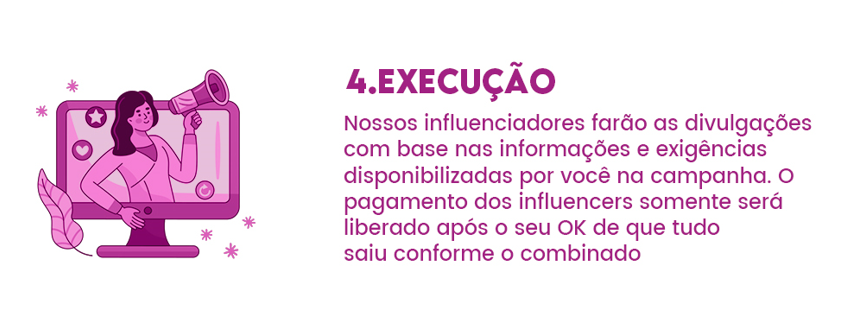 4.EXECUÇÃO
Nossos influenciadores farão as divulgações
com base nas informações e exigências
disponibilizadas por você na campanha. O
pagamento dos influencers somente será
liberado após o seu OK de que tudo
saiu conforme o combinado